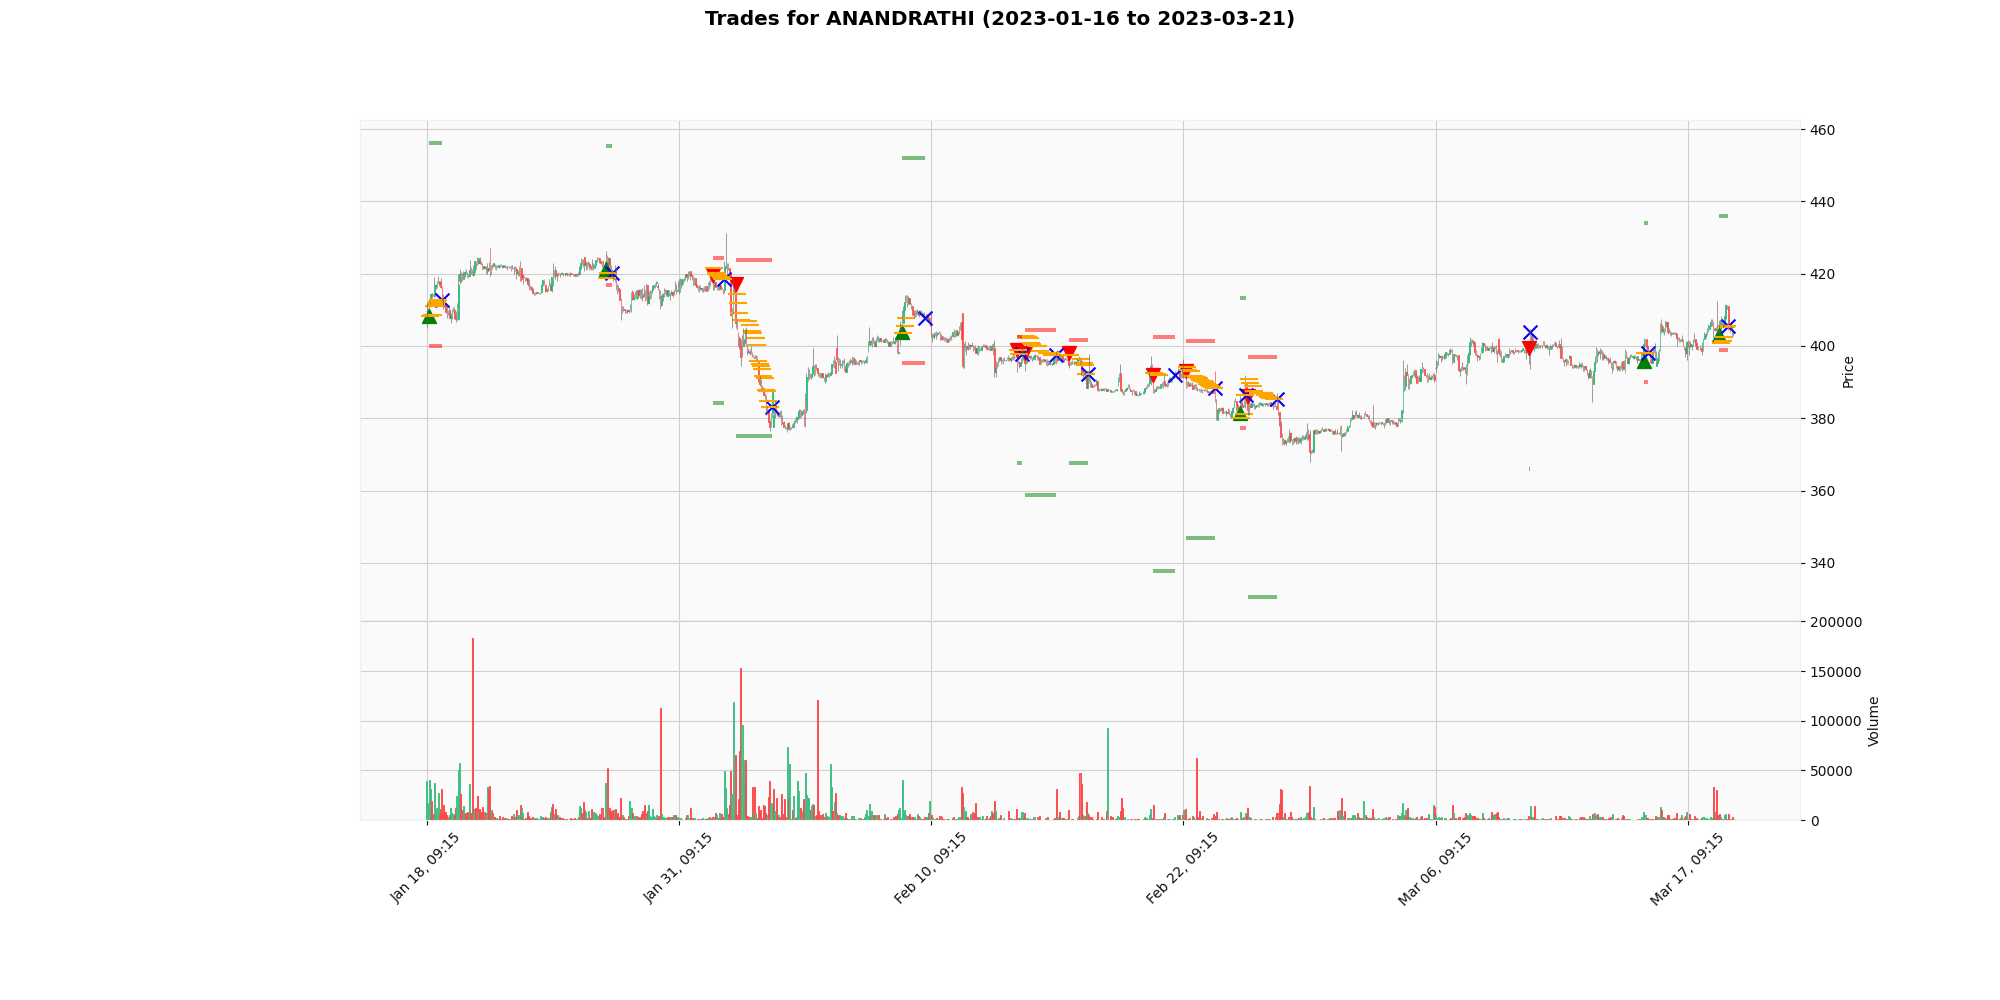 Trades for ANANDRATHI (2023-01-16 to 2023-03-21)
460
440
420
400
380
360
340
Price
200000
150000
100000
50000
0
Volume
Jan 18, 09:15
Jan 31, 09:15
Feb 10, 09:15
Feb 22, 09:15
Mar 06, 09:15
Mar 17, 09:15